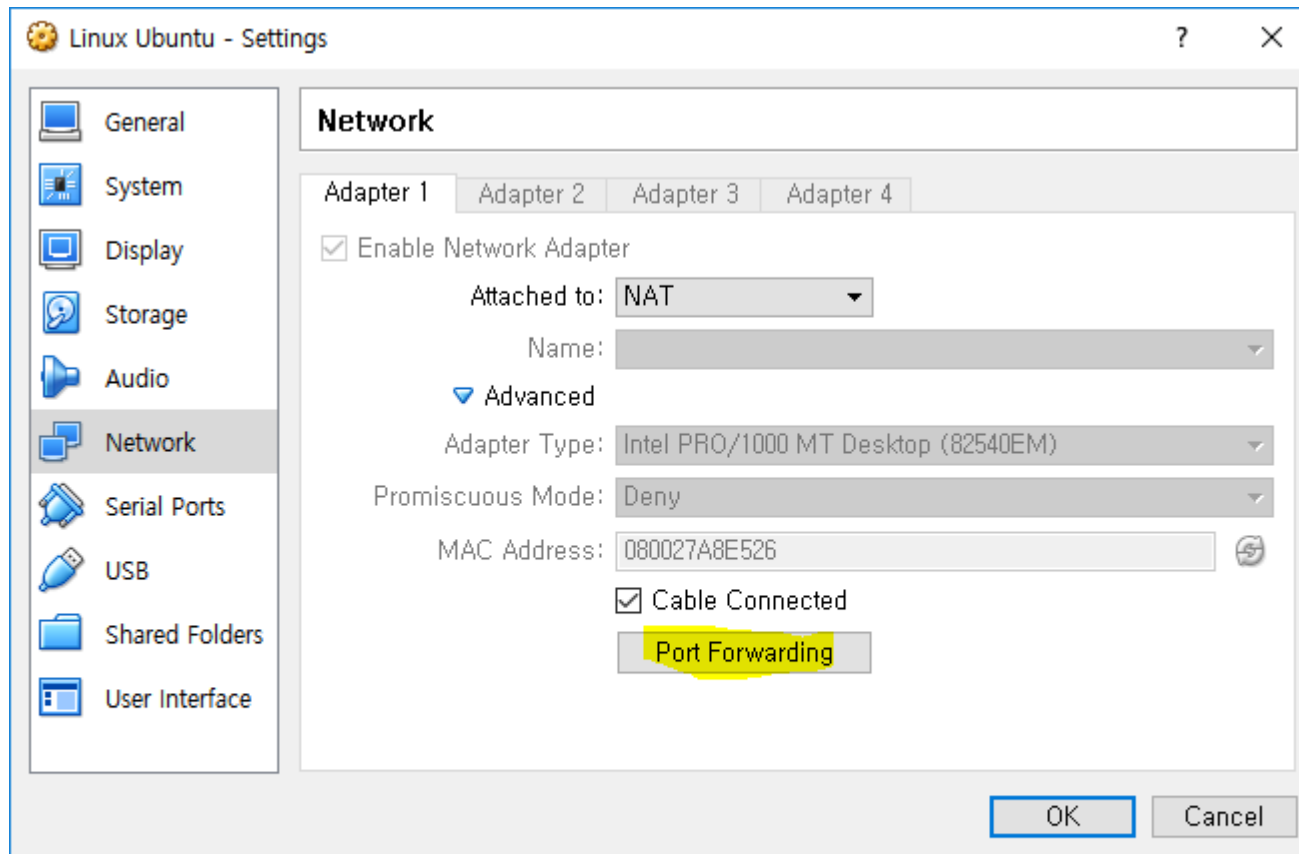 Linux Ubuntu - Settings
?
General
System
Display
Storage
Audio
Network
Serial Ports
USB
Shared Folders
User Interface
Network
Adapter 1 Adapter 2 Adapter 3 Adapter 4
Enable Network Adapter
Attached to: NAT
Name:
Advanced
Adapter Type: Intel PRO/1000 MT Desktop (82540EM)
Promiscuous Mode: Deny
MAC Address: 080027A8E526
Cable Connected
Port Forwarding
OK Cancel